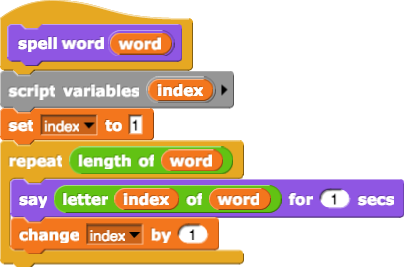 spell word word
script variables index
set index to 1
repeat length of word
say letter index of word for 1 secs
change index by 1